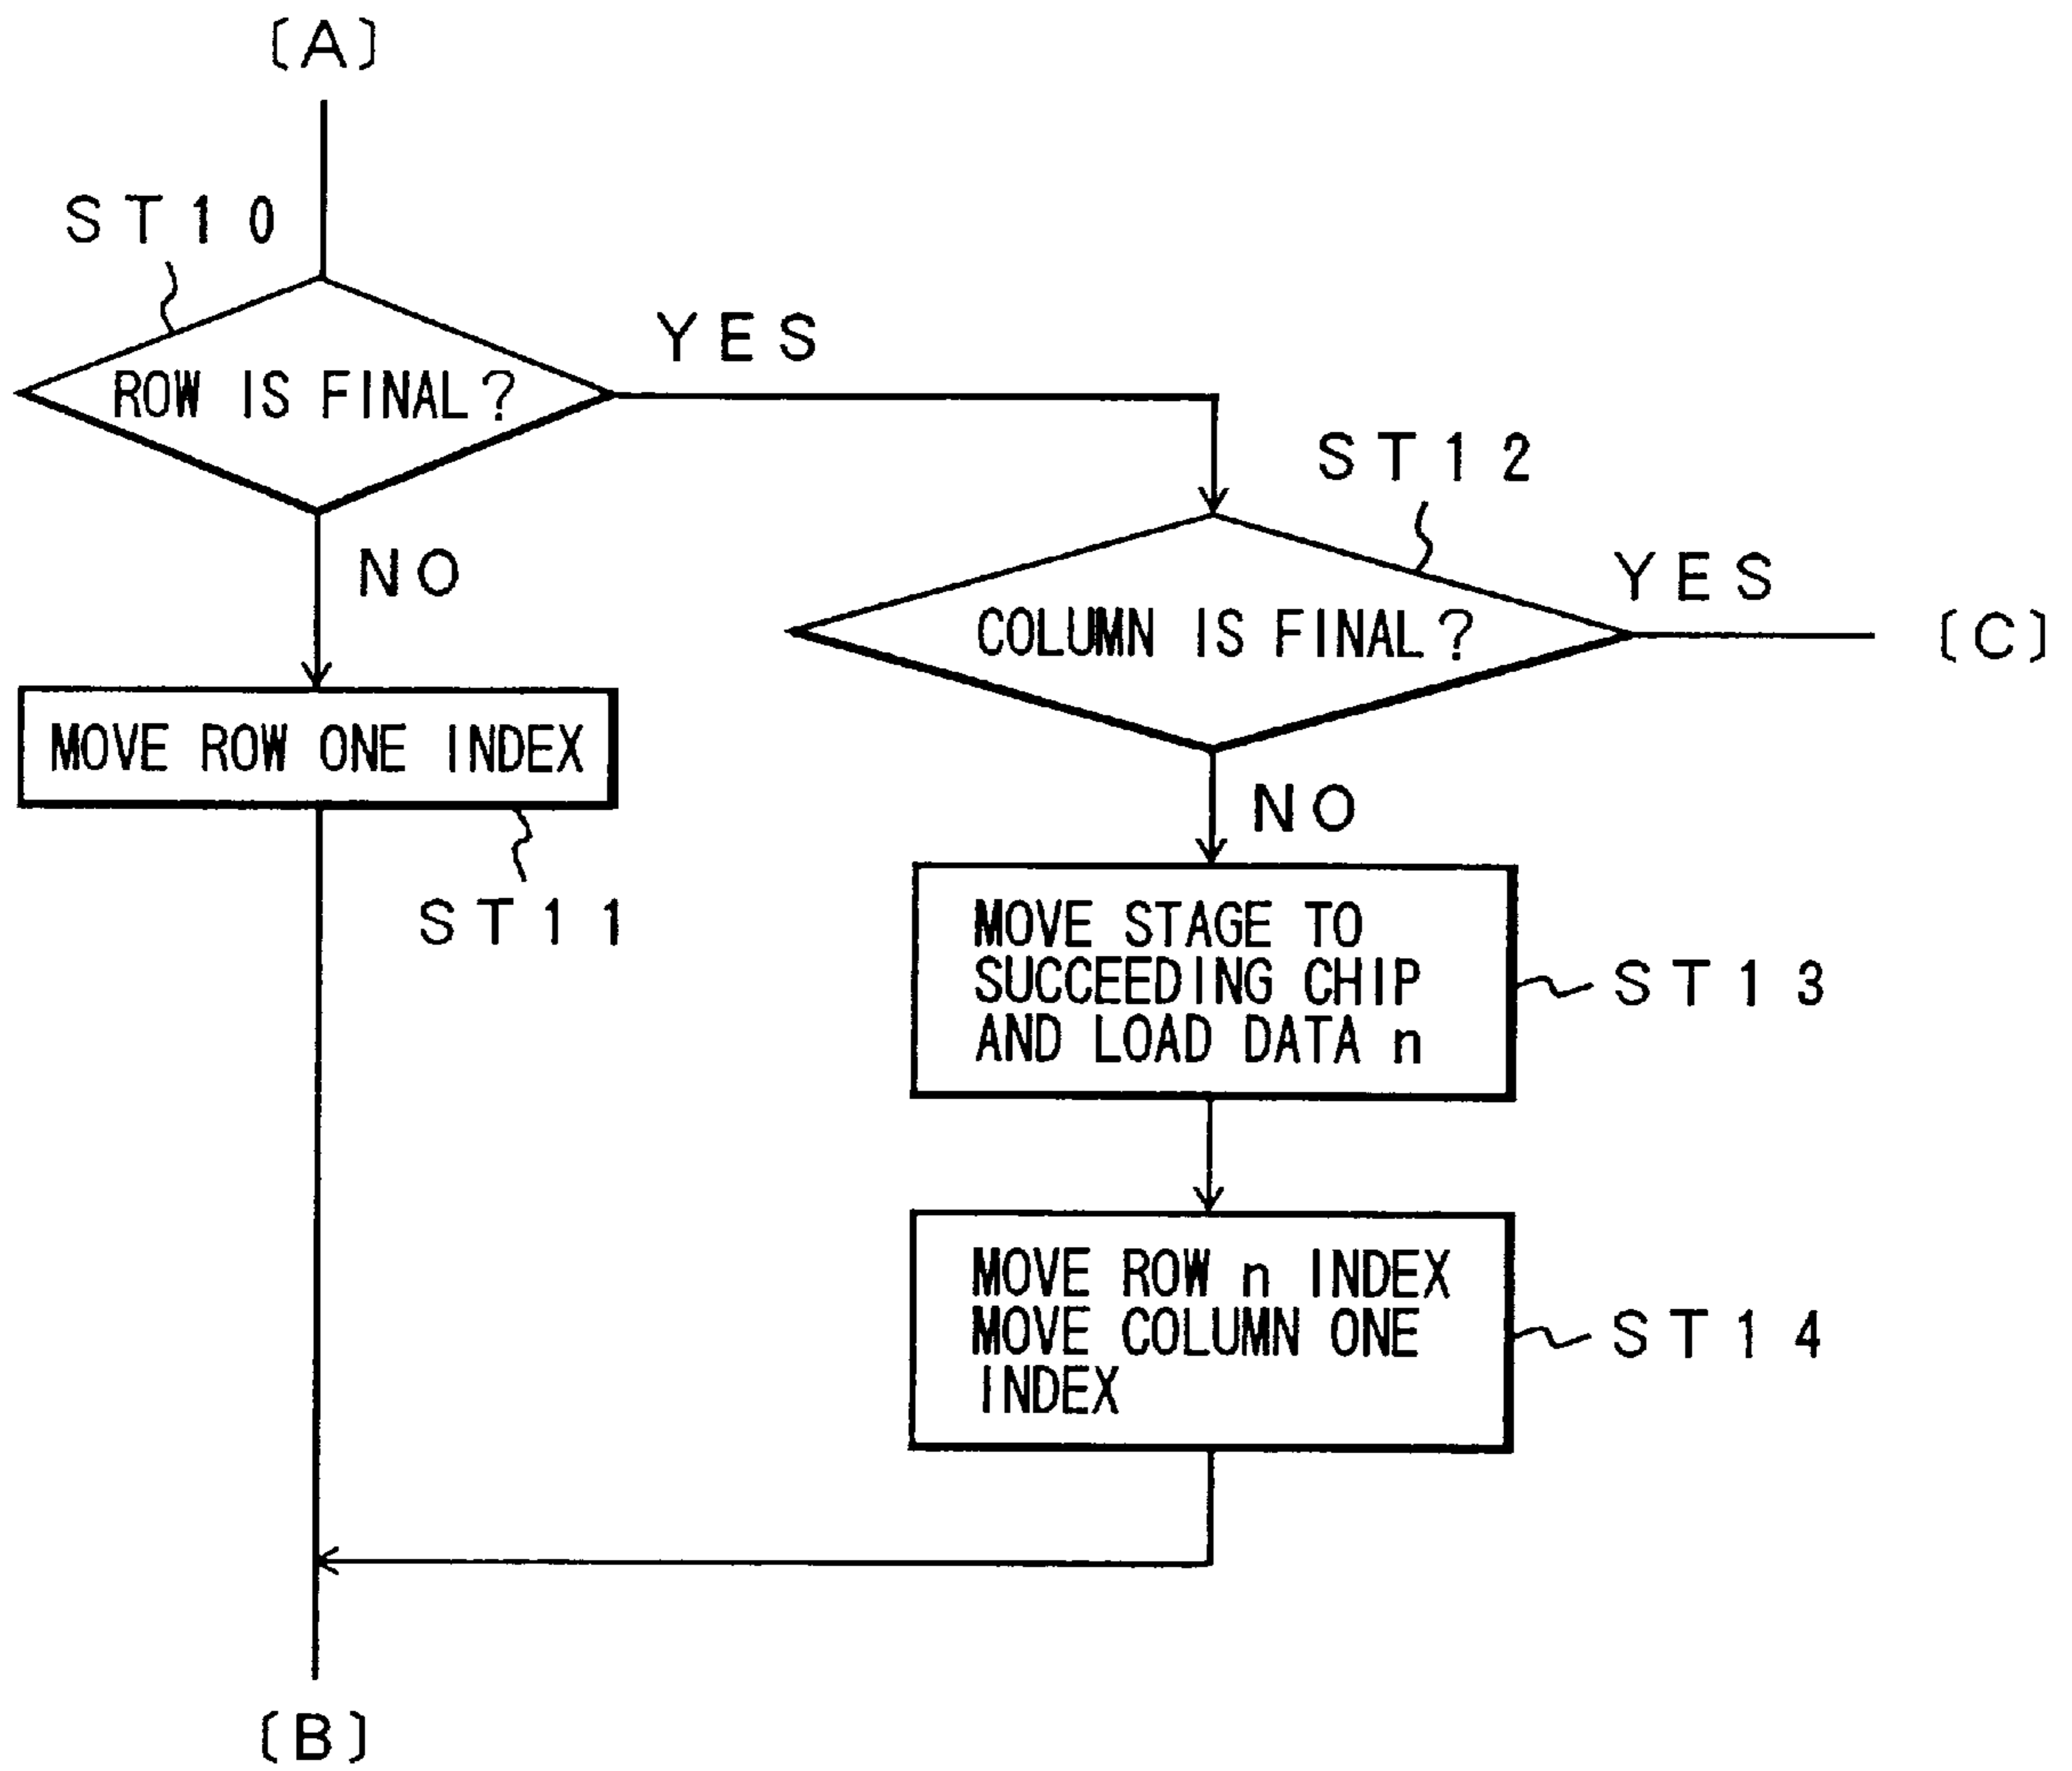 [A]
ST10
ROW IS FINAL?
YES
NO
MOVE ROW ONE INDEX
ST11
ST12
COLUMN IS FINAL?
YES
[C]
NO
MOVE STAGE TO
SUCCEEDING CHIP
AND LOAD DATA n
ST13
MOVE ROW n INDEX
MOVE COLUMN ONE
INDEX
ST14
[B]